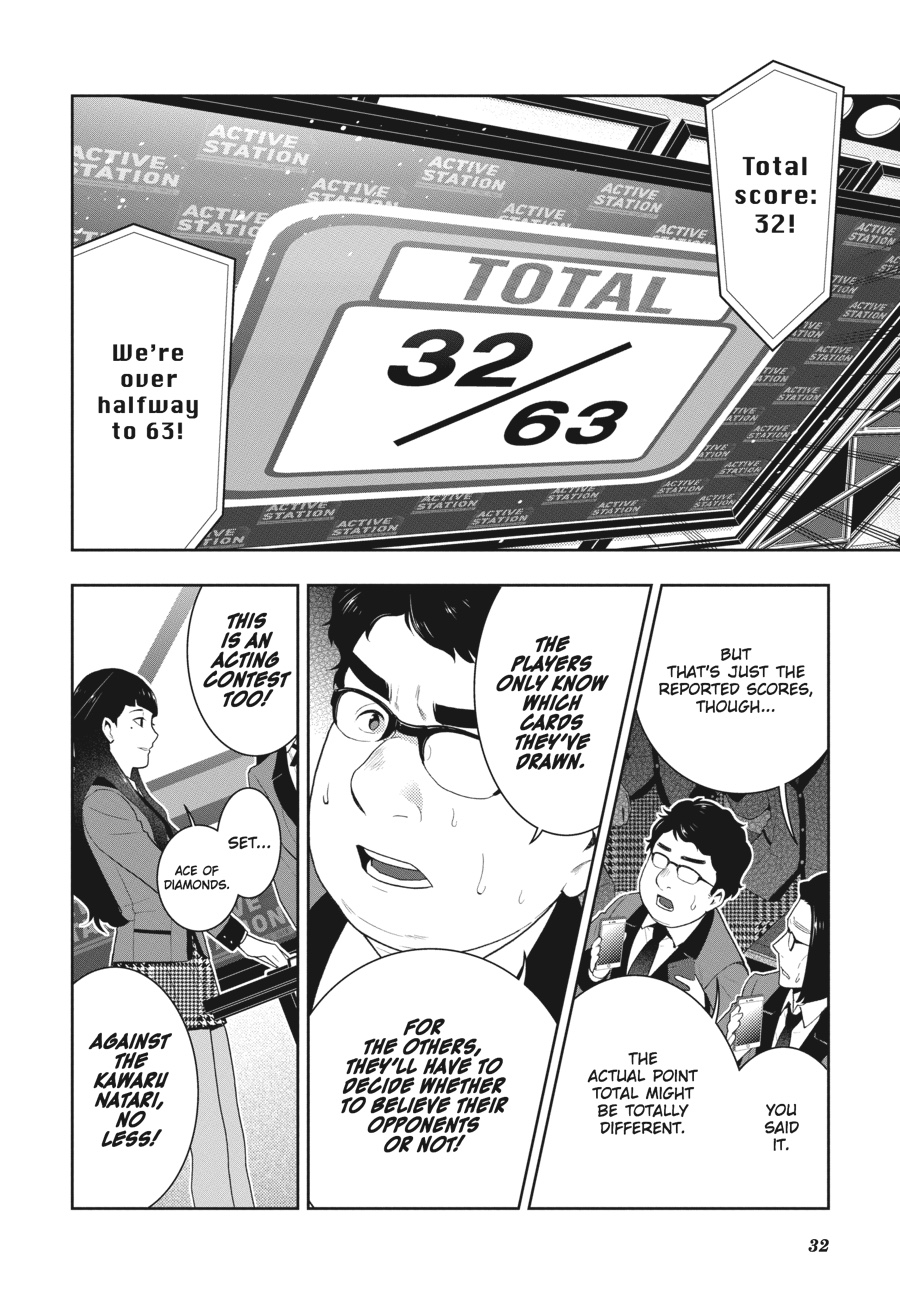 Total
score:
32!
ACTIVE
STATION
ACTIVE
STATION
ACTIVE
STATION
ACTIVE
STATION
ACTIVE
STATION
ACTIVE
STATION
TOTAL
32/63
We're
over
halfway
to 63!
ACTIVE
STATION
ACTIVE
STATION
ACTIVE
STATION
ACTIVE
STATION
BUT
THAT'S JUST THE
REPORTED SCORES,
THOUGH...
THE
ACTUAL POINT
TOTAL MIGHT
BE TOTALLY
DIFFERENT.
YOU
SAID
IT.
THE
PLAYERS
ONLY KNOW
WHICH
CARDS
THEY'VE
DRAWN.
FOR
THE OTHERS,
THEY'LL HAVE TO
DECIDE WHETHER
TO BELIEVE THEIR
OPPONENTS
OR NOT!
THIS
IS AN
ACTING
CONTEST
TOO!
SET...
ACE OF
DIAMONDS.
AGAINST
THE
KAWARU
NATARI,
NO
LESS!
32